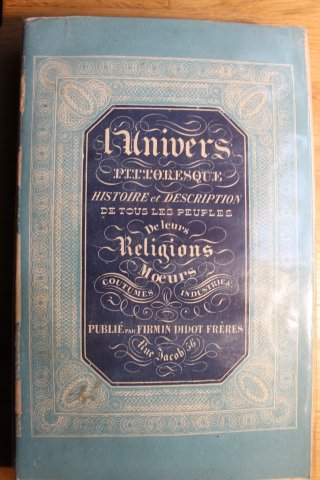 l'Univers
PITTORESQUE
HISTOIRE et DESCRIPTION
DE TOUS LES PEUPLES
De leurs
Religions
Mœurs
COUTUMES INDUSTRIE &c
PUBLIÉ PAR FIRMIN DIDOT FRÈRES
Rue Jacob 56